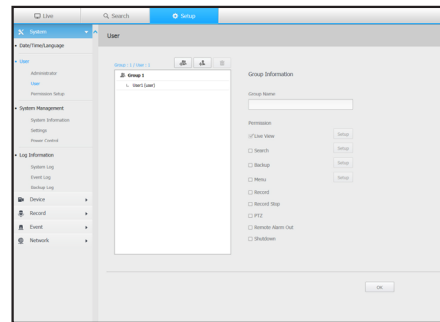 Live
Search
Setup
System
User
Date/Time/Language
User
Administrator
User
Permission Setup
System Management
System Information
Settings
Power Control
Log Information
System Log
Event Log
Backup Log
Device
Record
Event
Network
Group : 1 / User : 1
Group 1
User1 (user)
Group Information
Group Name
Permission
Live View Setup
Search Setup
Backup Setup
Menu Setup
Record
Record Stop
PTZ
Remote Alarm Out
Shutdown
OK